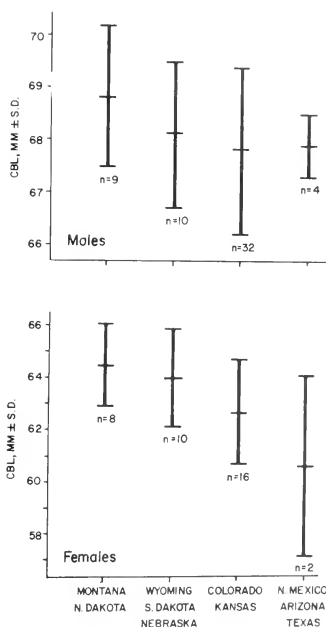 70
69
68
67
66
CBL, MM ± S.D.
n=9
n=10
n=32
n=4
Males
66
64
62
60
58
CBL, MM ± S.D.
n=8
n=10
n=16
n=2
Females
MONTANA
N. DAKOTA
WYOMING
S. DAKOTA
NEBRASKA
COLORADO
KANSAS
N. MEXICO
ARIZONA
TEXAS